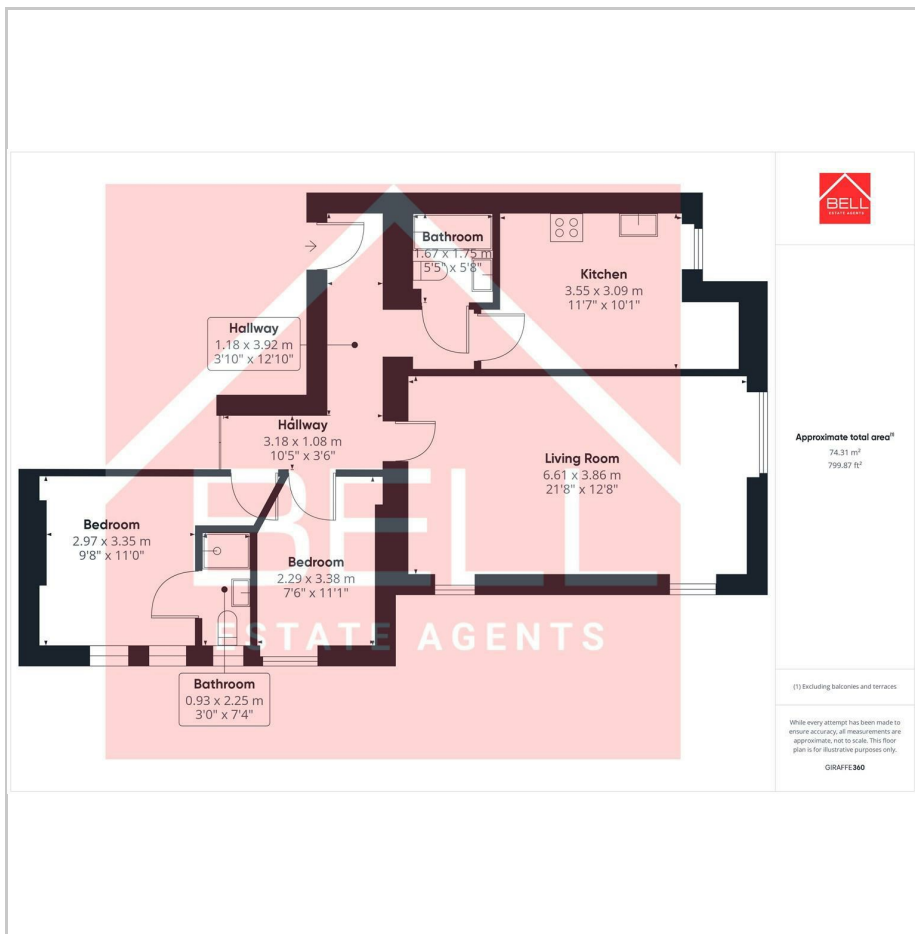 Bathroom
1.67 x 1.75 m
5'5" x 5'8"
Kitchen
3.55 x 3.09 m
11'7" x 10'1"
Hallway
1.18 x 3.92 m
3'10" x 12'10"
Hallway
3.18 x 1.08 m
10'5" x 3'6"
Living Room
6.61 x 3.86 m
21'8" x 12'8"
Bedroom
2.97 x 3.35 m
9'8" x 11'0"
Bedroom
2.29 x 3.38 m
7'6" x 11'1"
Bathroom
0.93 x 2.25 m
3'0" x 7'4"
BELL
ESTATE AGENTS
BELL
ESTATE AGENTS
Approximate total area(1)
74.31 m²
799.87 ft²
(1) Excluding balconies and terraces
While every attempt has been made to
ensure accuracy, all measurements are
approximate, not to scale. This floor
plan is for illustrative purposes only.
GIRAFFE360